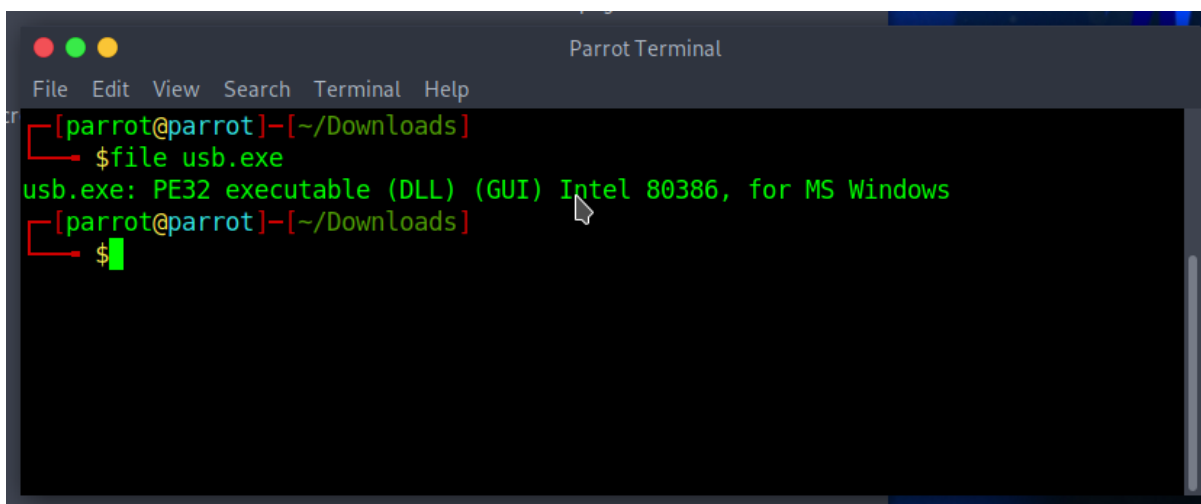 Parrot Terminal
File Edit View Search Terminal Help
[parrot@parrot]-[~/Downloads]
$file usb.exe
usb.exe: PE32 executable (DLL) (GUI) Intel 80386, for MS Windows
[parrot@parrot]-[~/Downloads]
$